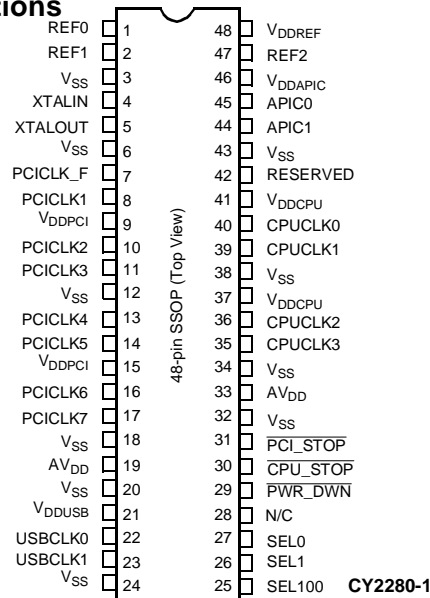 tions
REF0 1 48 VDDREF
REF1 2 47 REF2
VSS 3 46 VDDAPIC
XTALIN 4 45 APIC0
XTALOUT 5 44 APIC1
VSS 6 43 VSS
PCICLK_F 7 42 RESERVED
PCICLK1 8 41 VDDCPU
VDDPCI 9 40 CPUCLK0
PCICLK2 10 39 CPUCLK1
PCICLK3 11 38 VSS
VSS 12 37 VDDCPU
PCICLK4 13 36 CPUCLK2
PCICLK5 14 35 CPUCLK3
VDDPCI 15 34 VSS
PCICLK6 16 33 AVDD
PCICLK7 17 32 VSS
VSS 18 31 PCI_STOP
AVDD 19 30 CPU_STOP
VSS 20 29 PWR_DWN
VDDUSB 21 28 N/C
USBCLK0 22 27 SEL0
USBCLK1 23 26 SEL1
VSS 24 25 SEL100 CY2280-1
48-pin SSOP (Top View)